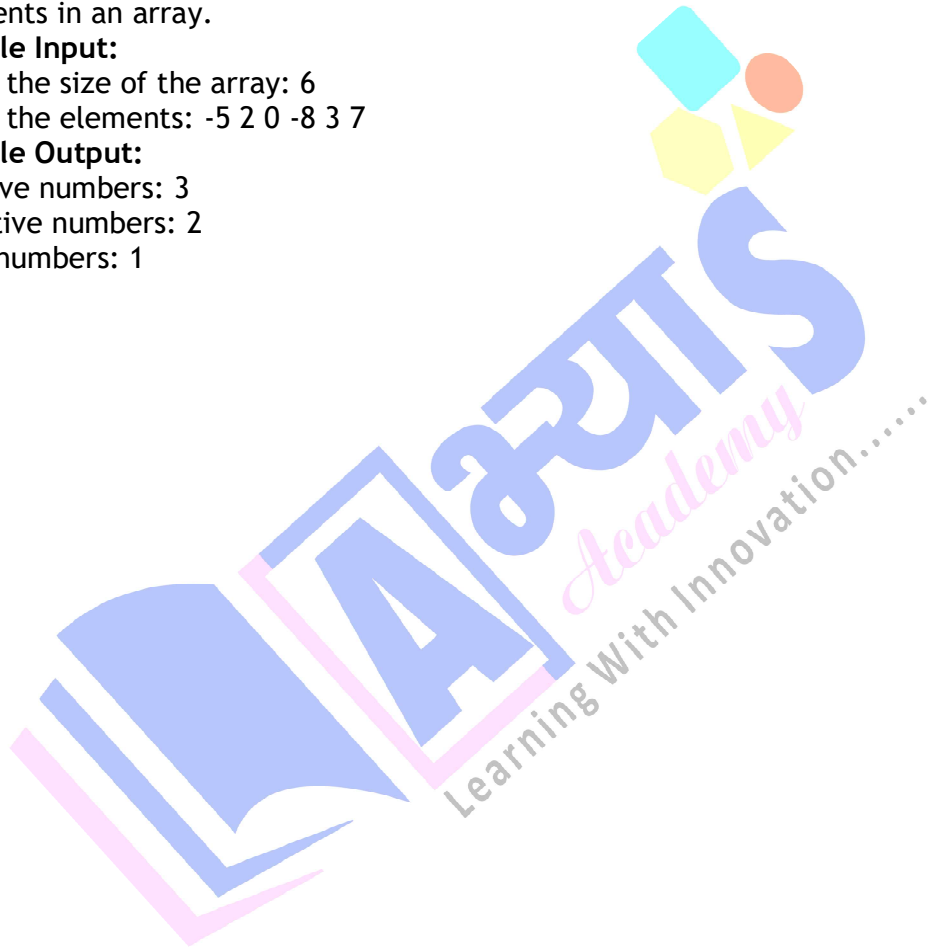 ents in an array.
le Input:
the size of the array: 6
the elements: -5 2 0 -8 3 7
le Output:
ve numbers: 3
tive numbers: 2
numbers: 1
A भ्यास
Academy
Learning With Innovation......